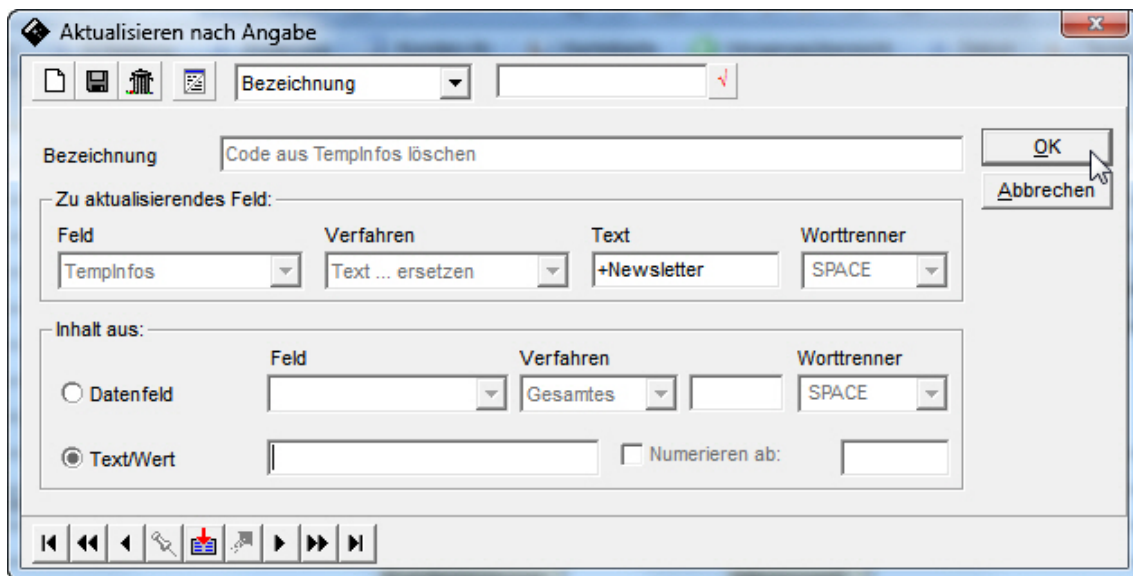 Aktualisieren nach Angabe
Bezeichnung
Bezeichnung Code aus TempInfos löschen OK
Abbrechen
Zu aktualisierendes Feld:
Feld Verfahren Text Worttrenner
TempInfos Text ... ersetzen +Newsletter SPACE
Inhalt aus:
Feld Verfahren Worttrenner
Datenfeld Gesamtes SPACE
Text/Wert Numerieren ab: